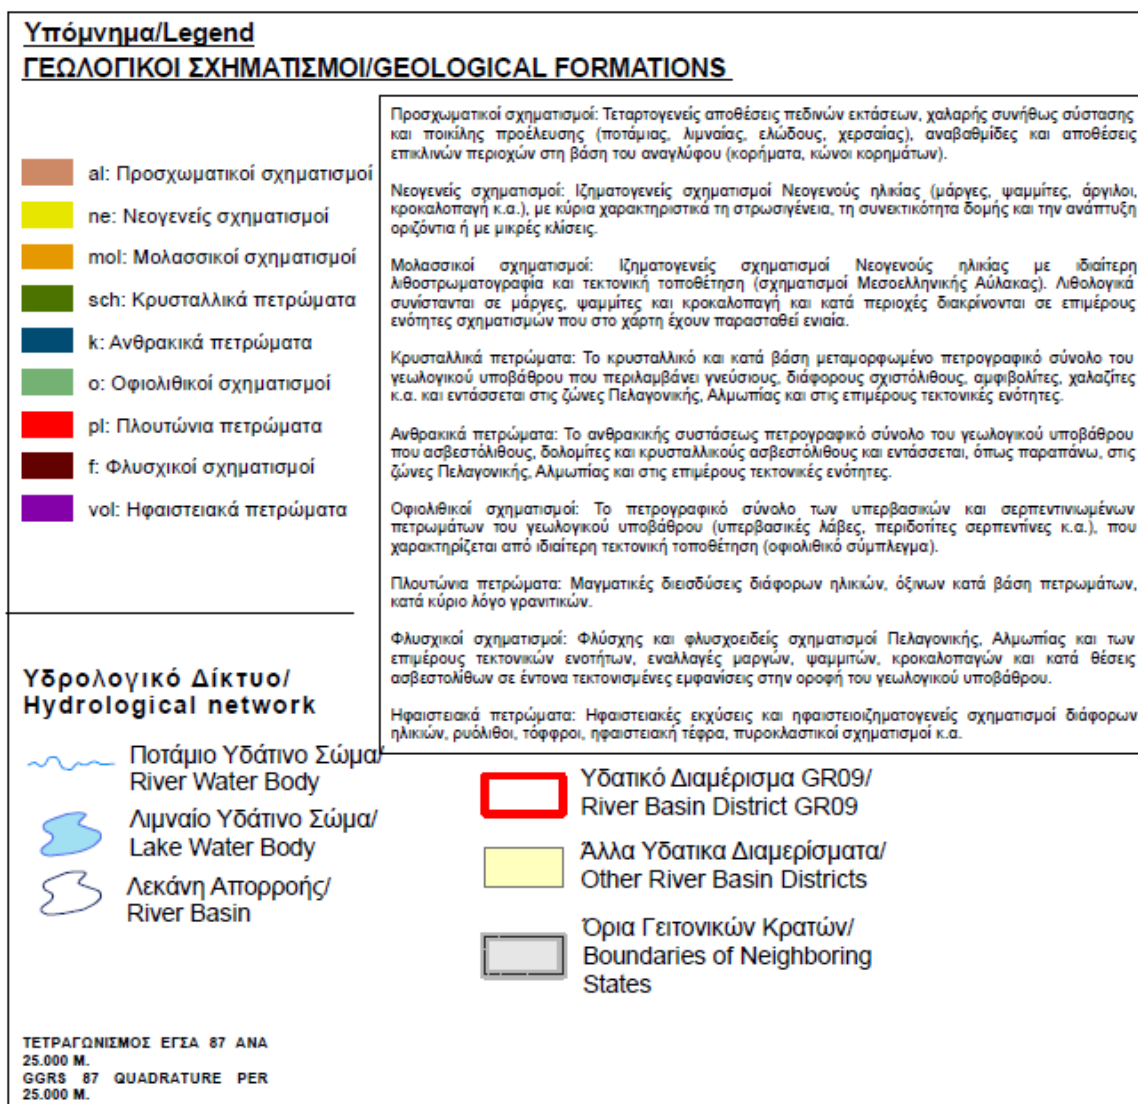 Υπόμνημα/Legend
ΓΕΩΛΟΓΙΚΟΙ ΣΧΗΜΑΤΙΣΜΟΙ/GEOLOGICAL FORMATIONS
al: Προσχωματικοί σχηματισμοί
ne: Νεογενείς σχηματισμοί
mol: Μολασσικοί σχηματισμοί
sch: Κρυσταλλικά πετρώματα
k: Ανθρακικά πετρώματα
o: Οφιολιθικοί σχηματισμοί
pl: Πλουτώνια πετρώματα
f: Φλυσχικοί σχηματισμοί
vol: Ηφαιστειακά πετρώματα
Προσχωματικοί σχηματισμοί: Τεταρτογενείς αποθέσεις πεδινών εκτάσεων, χαλαρής συνήθως σύστασης
και ποικίλης προέλευσης (ποτάμιας, λιμναίας, ελώδους, χερσαίας), αναβαθμίδες και αποθέσεις
επικλινών περιοχών στη βάση του αναγλύφου (κορήματα, κώνοι κορημάτων).
Νεογενείς σχηματισμοί: Ιζηματογενείς σχηματισμοί Νεογενούς ηλικίας (μάργες, ψαμμίτες, άργιλοι,
κροκαλοπαγή κ.α.), με κύρια χαρακτηριστικά τη στρωσιγένεια, τη συνεκτικότητα δομής και την ανάπτυξη
οριζόντια ή με μικρές κλίσεις.
Μολασσικοί σχηματισμοί: Ιζηματογενείς σχηματισμοί Νεογενούς ηλικίας με ιδιαίτερη
λιθοστρωματογραφία και τεκτονική τοποθέτηση (σχηματισμοί Μεσοελληνικής Αύλακας). Λιθολογικά
συνίστανται σε μάργες, ψαμμίτες και κροκαλοπαγή και κατά περιοχές διακρίνονται σε επιμέρους
ενότητες σχηματισμών που στο χάρτη έχουν παρασταθεί ενιαία.
Κρυσταλλικά πετρώματα: Το κρυσταλλικό και κατά βάση μεταμορφωμένο πετρογραφικό σύνολο του
γεωλογικού υποβάθρου που περιλαμβάνει γνεύσιους, διάφορους σχιστόλιθους, αμφιβολίτες, χαλαζίτες
κ.α. και εντάσσεται στις ζώνες Πελαγονικής, Αλμωπίας και στις επιμέρους τεκτονικές ενότητες.
Ανθρακικά πετρώματα: Το ανθρακικής συστάσεως πετρογραφικό σύνολο του γεωλογικού υποβάθρου
που ασβεστόλιθους, δολομίτες και κρυσταλλικούς ασβεστόλιθους και εντάσσεται, όπως παραπάνω, στις
ζώνες Πελαγονικής, Αλμωπίας και στις επιμέρους τεκτονικές ενότητες.
Οφιολιθικοί σχηματισμοί: Το πετρογραφικό σύνολο των υπερβασικών και σερπεντινιωμένων
πετρωμάτων του γεωλογικού υποβάθρου (υπερβασικές λάβες, περιδοτίτες σερπεντίνες κ.α.), που
χαρακτηρίζεται από ιδιαίτερη τεκτονική τοποθέτηση (οφιολιθικό σύμπλεγμα).
Πλουτώνια πετρώματα: Μαγματικές διεισδύσεις διάφορων ηλικιών, όξινων κατά βάση πετρωμάτων,
κατά κύριο λόγο γρανιτικών.
Φλυσχικοί σχηματισμοί: Φλύσχης και φλυσχοειδείς σχηματισμοί Πελαγονικής, Αλμωπίας και των
επιμέρους τεκτονικών ενοτήτων, εναλλαγές μαργών, ψαμμιτών, κροκαλοπαγών και κατά θέσεις
ασβεστολίθων σε έντονα τεκτονισμένες εμφανίσεις στην οροφή του γεωλογικού υποβάθρου.
Ηφαιστειακά πετρώματα: Ηφαιστειακές εκχύσεις και ηφαιστειοιζηματογενείς σχηματισμοί διάφορων
ηλικιών, ρυόλιθοι, τόφφροι, ηφαιστειακή τέφρα, πυροκλαστικοί σχηματισμοί κ.α.
Υδρολογικό Δίκτυο/
Hydrological network
Ποτάμιο Υδάτινο Σώμα/
River Water Body
Λιμναίο Υδάτινο Σώμα/
Lake Water Body
Λεκάνη Απορροής/
River Basin
Υδατικό Διαμέρισμα GR09/
River Basin District GR09
Άλλα Υδατικα Διαμερίσματα/
Other River Basin Districts
Όρια Γειτονικών Κρατών/
Boundaries of Neighboring
States
ΤΕΤΡΑΓΩΝΙΣΜΟΣ ΕΓΣΑ 87 ΑΝΑ
25.000 Μ.
GGRS 87 QUADRATURE PER
25.000 M.